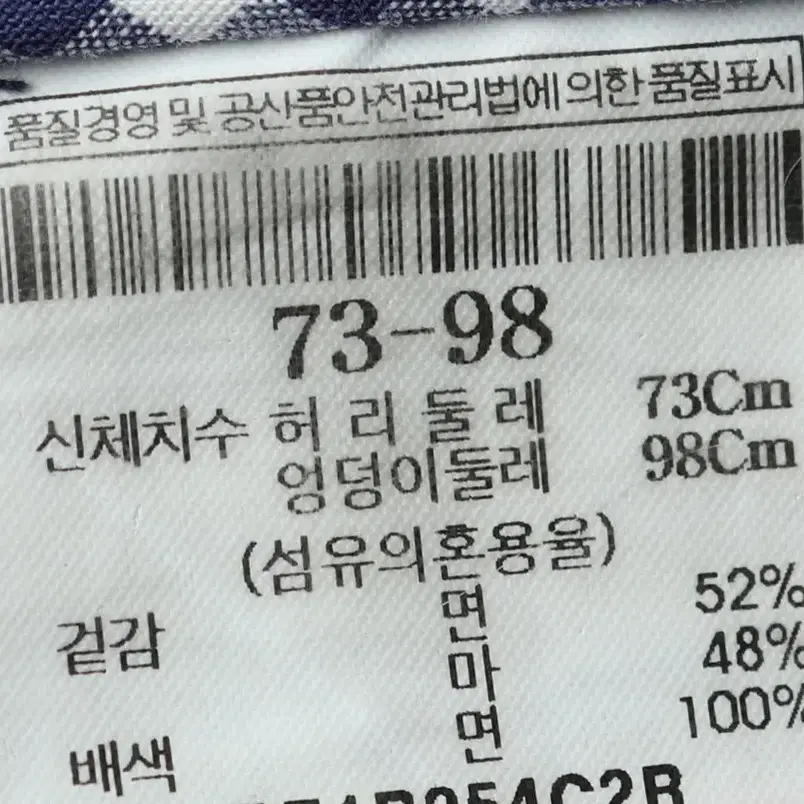 품질경영 및 공산품안전관리법에 의한 품질표시
73-98
신체치수 허 리 둘 레 73Cm
엉덩이둘레 98Cm
(섬유의혼용율)
면 52%
겉감 마 48%
면 100%
배색